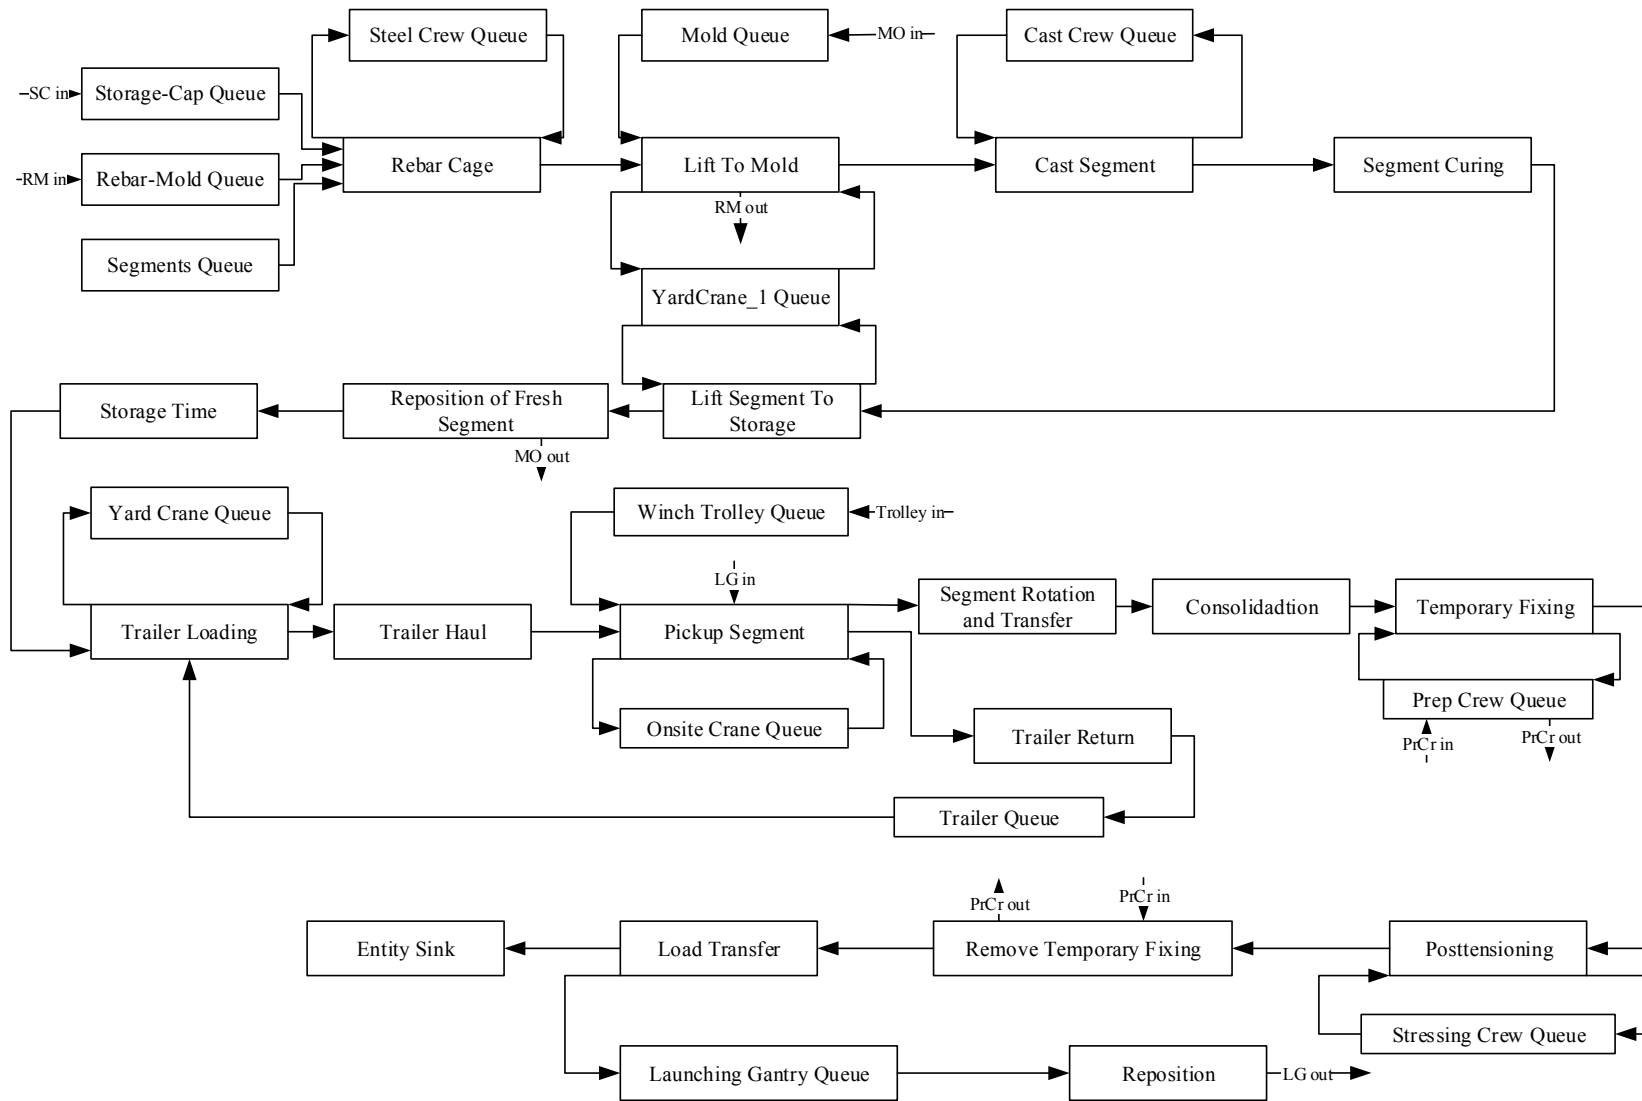 Steel Crew Queue
Mold Queue
MO in
Cast Crew Queue
SC in
Storage-Cap Queue
Rebar Cage
Lift To Mold
Cast Segment
Segment Curing
RM in
Rebar-Mold Queue
RM out
Segments Queue
YardCrane_1 Queue
Storage Time
Reposition of Fresh
Segment
Lift Segment To
Storage
MO out
Yard Crane Queue
Winch Trolley Queue
Trolley in
LG in
Trailer Loading
Trailer Haul
Pickup Segment
Segment Rotation
and Transfer
Consolidadtion
Temporary Fixing
Onsite Crane Queue
Trailer Return
Prep Crew Queue
PrCr in
PrCr out
Trailer Queue
PrCr out
PrCr in
Entity Sink
Load Transfer
Remove Temporary Fixing
Posttensioning
Stressing Crew Queue
Launching Gantry Queue
Reposition
LG out